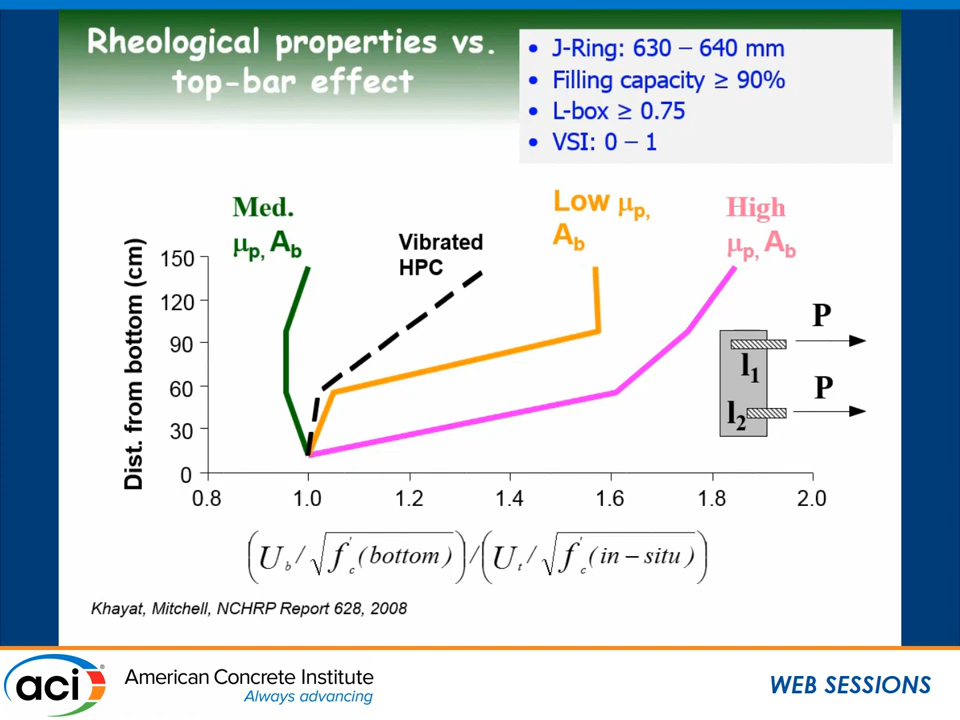 Rheological properties vs.
top-bar effect
• J-Ring: 630 – 640 mm
• Filling capacity ≥ 90%
• L-box ≥ 0.75
• VSI: 0 – 1
Med.
μp, Ab
Vibrated
HPC
Low μp,
Ab
High
μp, Ab
Dist. from bottom (cm)
150
120
90
60
30
0
0.8 1.0 1.2 1.4 1.6 1.8 2.0
P
l1
P
l2
(Ub / √f'c (bottom)) / (Ut / √f'c (in – situ))
Khayat, Mitchell, NCHRP Report 628, 2008
aci
American Concrete Institute
Always advancing
WEB SESSIONS